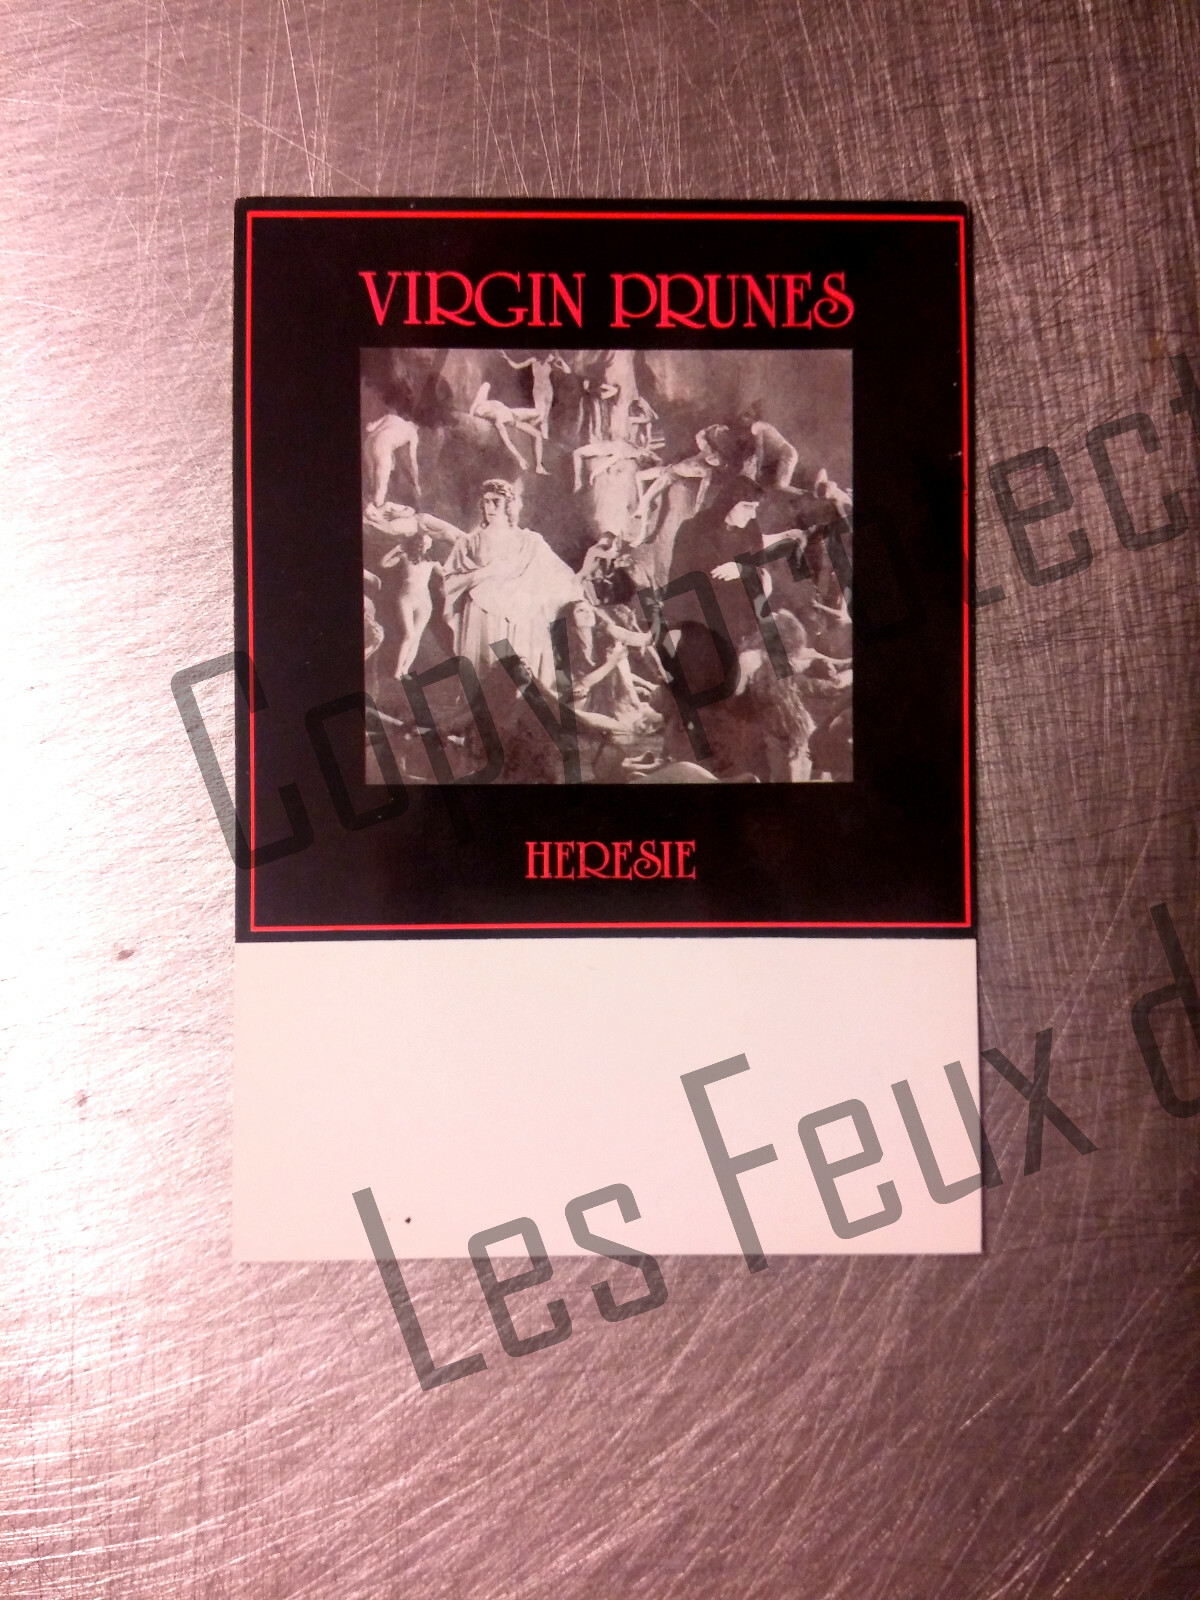 VIRGIN PRUNES
HERESIE
Copy protect
Les Feux d